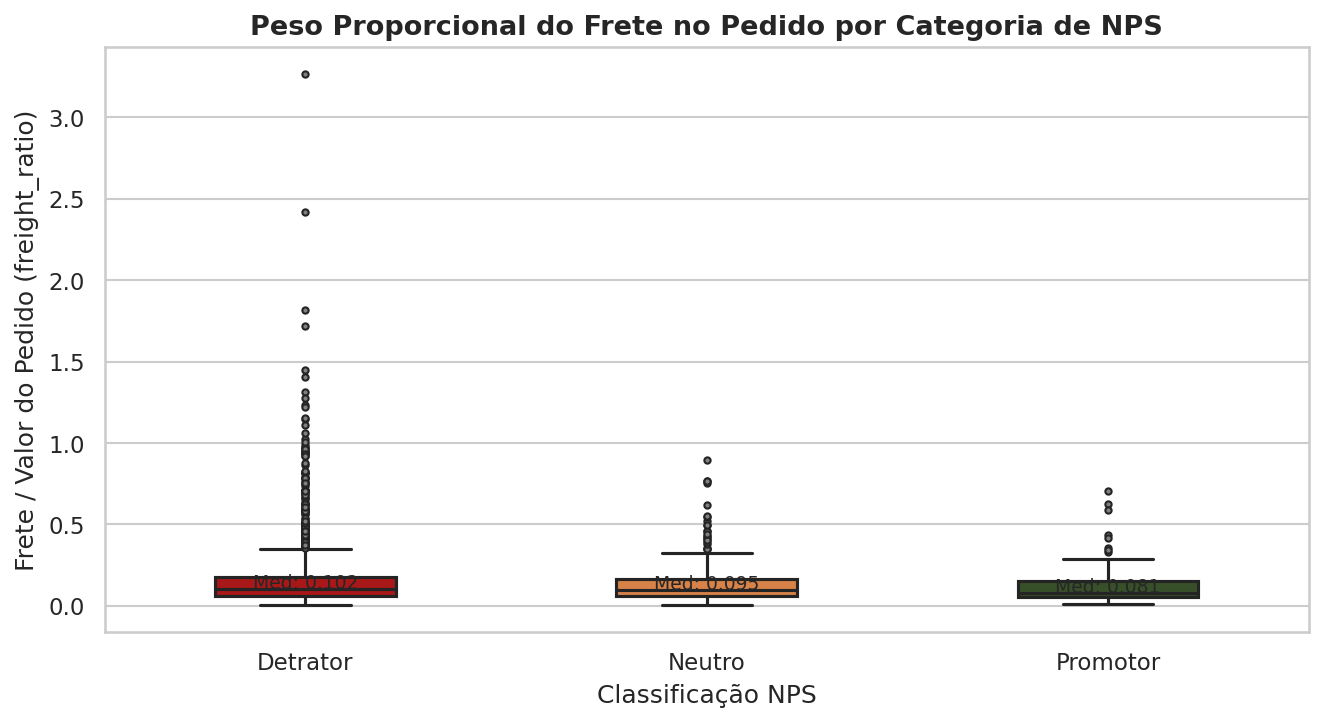 Peso Proporcional do Frete no Pedido por Categoria de NPS
Frete / Valor do Pedido (freight_ratio)
3.0
2.5
2.0
1.5
1.0
0.5
0.0
Med: 0.102
Med: 0.095
Med: 0.081
Detrator
Neutro
Promotor
Classificação NPS